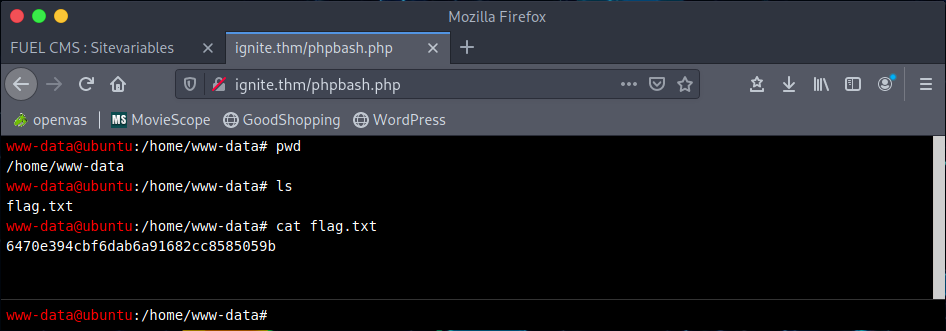 Mozilla Firefox
FUEL CMS : Sitevariables
ignite.thm/phpbash.php
ignite.thm/phpbash.php
openvas
MS MovieScope
GoodShopping
WordPress
www-data@ubuntu:/home/www-data# pwd
/home/www-data
www-data@ubuntu:/home/www-data# ls
flag.txt
www-data@ubuntu:/home/www-data# cat flag.txt
6470e394cbf6dab6a91682cc8585059b
www-data@ubuntu:/home/www-data#